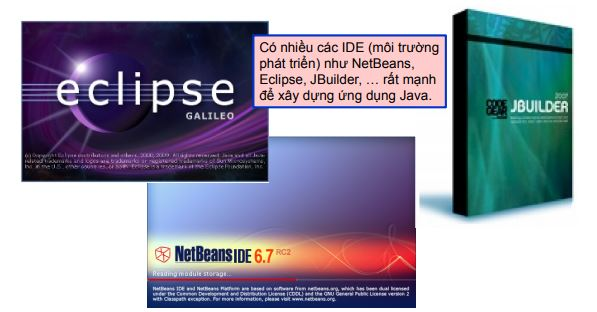 eclipse
GALILEO
(c) Copyright Eclipse contributors and others, 2000, 2009. All rights reserved. Java and all Java-
related trademarks and logos are trademarks or registered trademarks of Sun Microsystems,
Inc. in the U.S., other countries, or both. Eclipse is a trademark of the Eclipse Foundation, Inc.
Có nhiều các IDE (môi trường
phát triển) như NetBeans,
Eclipse, JBuilder, … rất mạnh
để xây dựng ứng dụng Java.
2007
CODE
GEAR
JBUILDER
NetBeans IDE 6.7 RC2
Reading module storage...
NetBeans IDE and NetBeans Platform are based on software from netbeans.org, which has been dual licensed
under the Common Development and Distribution License (CDDL) and the GNU General Public License version 2
with Classpath exception. For more information, please visit www.netbeans.org.